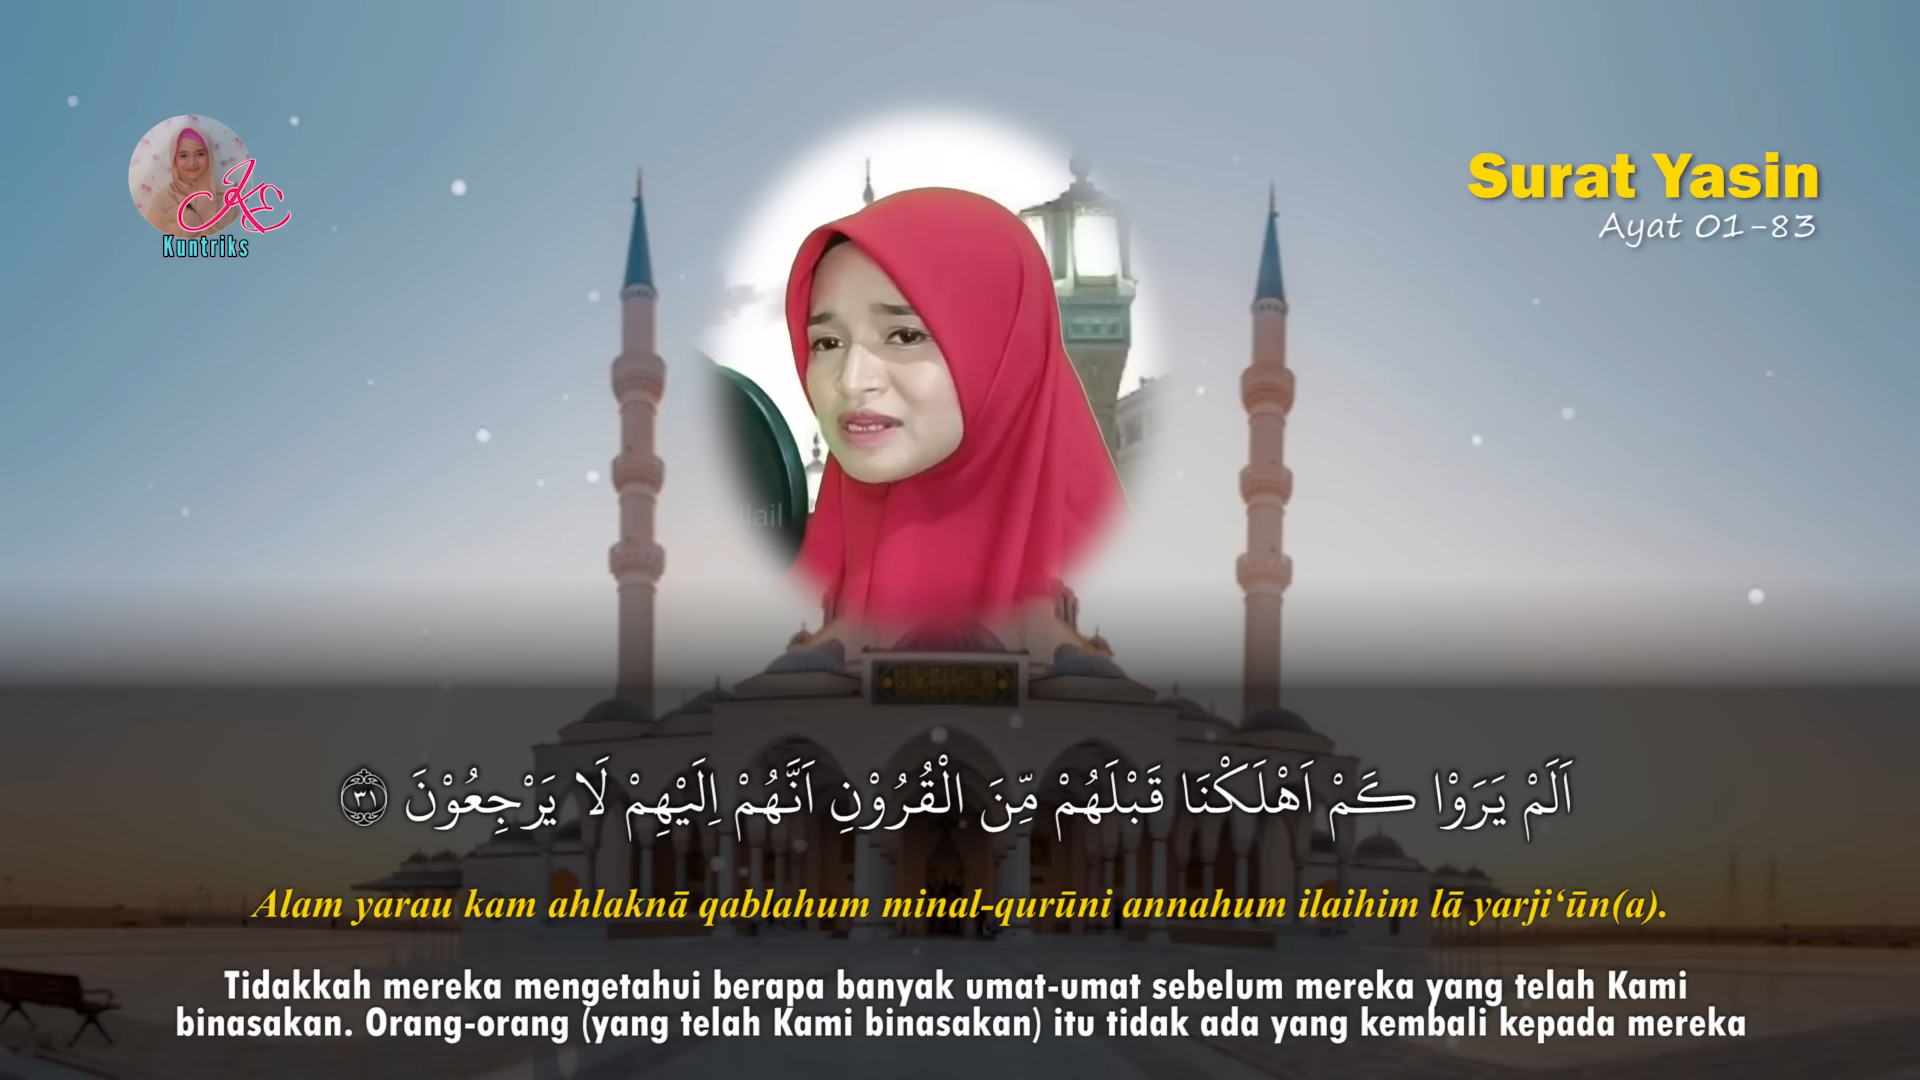 KE
Kuntriks
Surat Yasin
Ayat 01-83
اَلَمْ يَرَوْا كَمْ اَهْلَكْنَا قَبْلَهُمْ مِّنَ الْقُرُوْنِ اَنَّهُمْ اِلَيْهِمْ لَا يَرْجِعُوْنَ ۝٣١
Alam yarau kam ahlaknā qablahum minal-qurūni annahum ilaihim lā yarji‘ūn(a).
Tidakkah mereka mengetahui berapa banyak umat-umat sebelum mereka yang telah Kami
binasakan. Orang-orang (yang telah Kami binasakan) itu tidak ada yang kembali kepada mereka